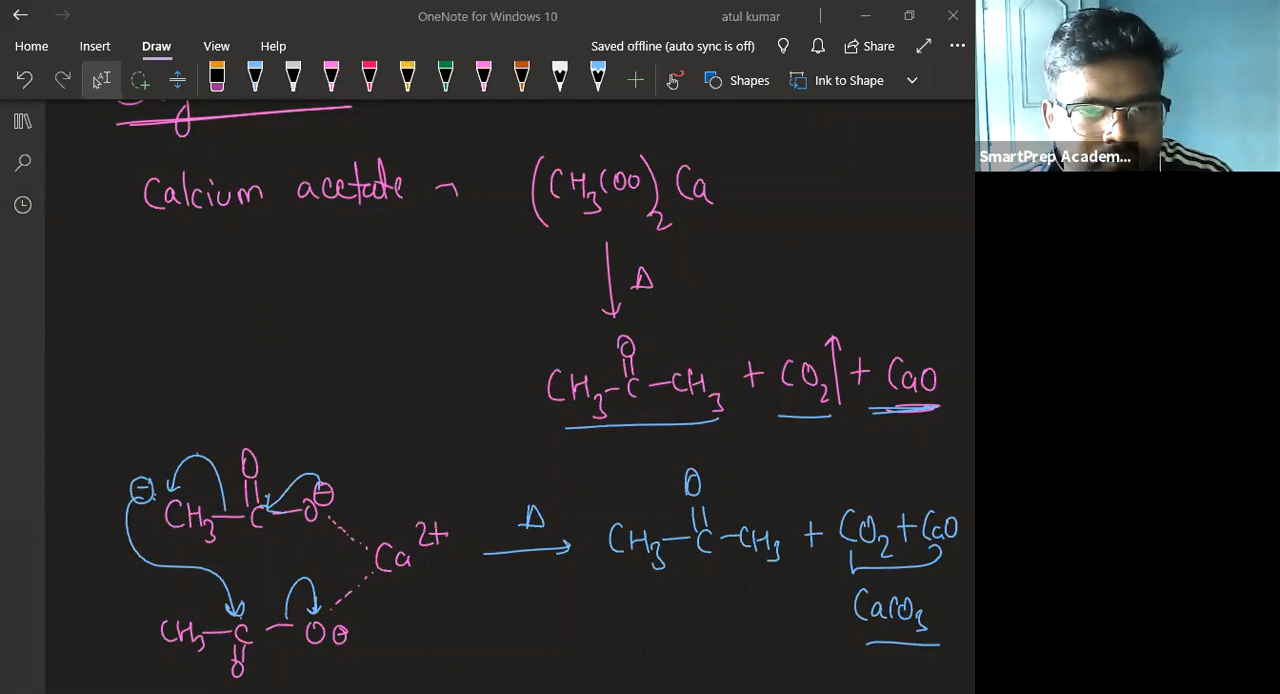 OneNote for Windows 10
atul kumar
Home Insert Draw View Help
Saved offline (auto sync is off) Share
Shapes Ink to Shape
SmartPrep Academ...
Calcium acetate (CH3COO)2 Ca
Δ
O
CH3-C-CH3 + CO2↑ + CaO
O
⊖ CH3-C-O⊖
Ca2+
CH3-C-O⊖
O
Δ
O
CH3-C-CH3 + CO2+CaO
CaCO3